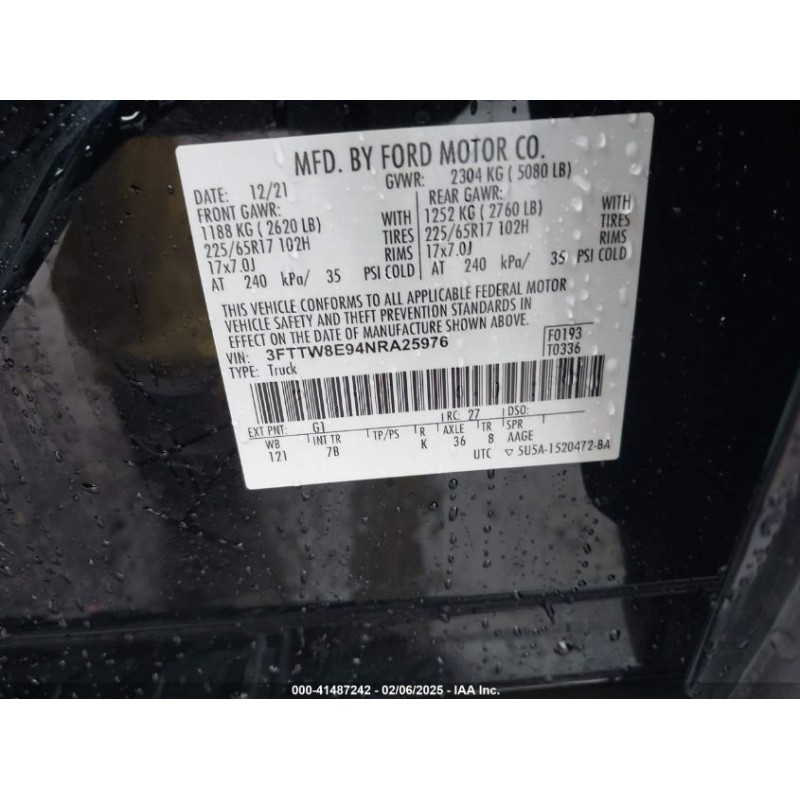 MFD. BY FORD MOTOR CO.
DATE: 12/21 GVWR: 2304 KG ( 5080 LB)
FRONT GAWR: REAR GAWR:
1188 KG ( 2620 LB) WITH 1252 KG ( 2760 LB) WITH
225/65R17 102H TIRES 225/65R17 102H TIRES
17x7.0J RIMS 17x7.0J RIMS
AT 240 kPa/ 35 PSI COLD AT 240 kPa/ 35 PSI COLD
THIS VEHICLE CONFORMS TO ALL APPLICABLE FEDERAL MOTOR
VEHICLE SAFETY AND THEFT PREVENTION STANDARDS IN
EFFECT ON THE DATE OF MANUFACTURE SHOWN ABOVE.
VIN: 3FTTW8E94NRA25976 F0193
TYPE: Truck T0336
EXT PNT: G1 RC: 27 DSO:
WB INT TR TP/PS R AXLE TR SPR
121 7B K 36 8 AAGE
UTC ▽ 5U5A-1520472-BA
000-41487242 - 02/06/2025 - IAA Inc.